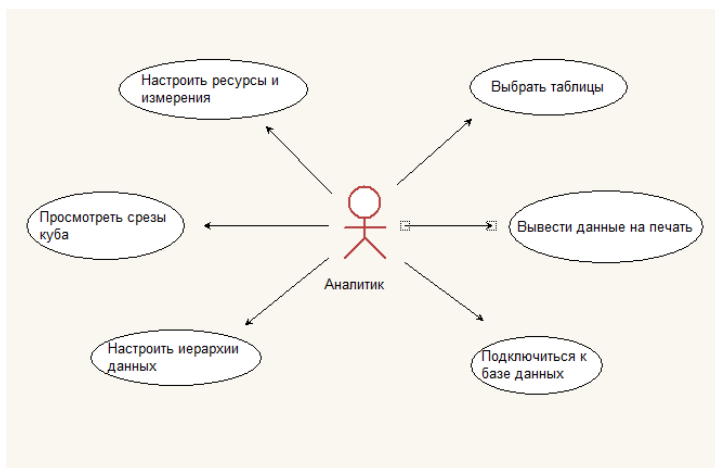 Настроить ресурсы и
измерения
Выбрать таблицы
Просмотреть срезы
куба
Вывести данные на печать
Аналитик
Настроить иерархии
данных
Подключиться к
базе данных